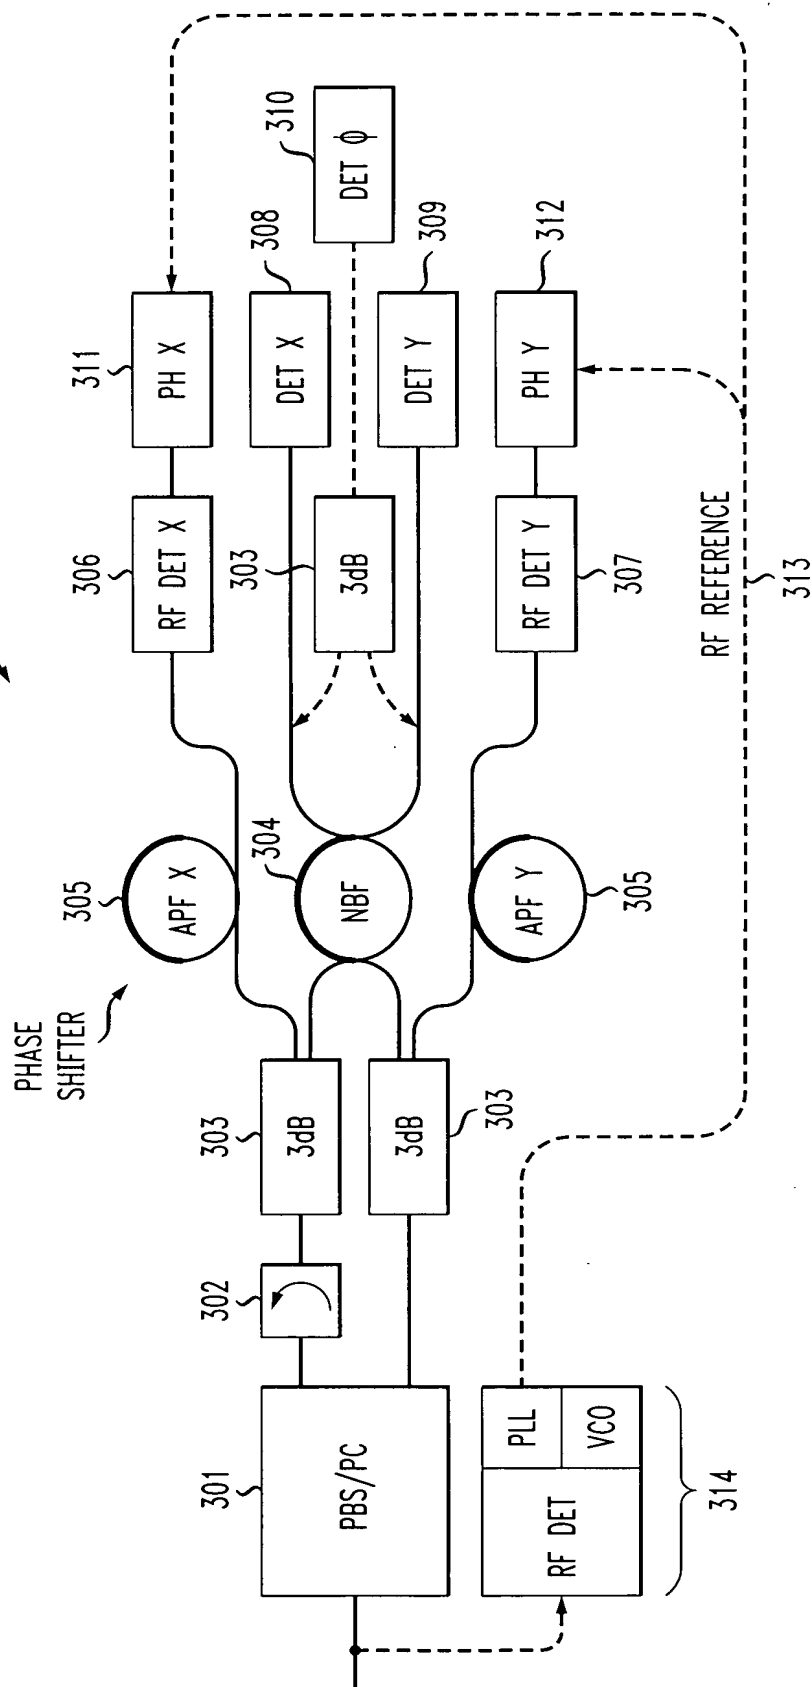 PHASE
SHIFTER
305
APF X
311
PH X
306
RF DET X
310
DET ϕ
308
DET X
303
3dB
304
NBF
303
3dB
302
301
PBS/PC
309
DET Y
303
3dB
312
PH Y
307
RF DET Y
305
APF Y
PLL
VCO
RF DET
314
RF REFERENCE
313